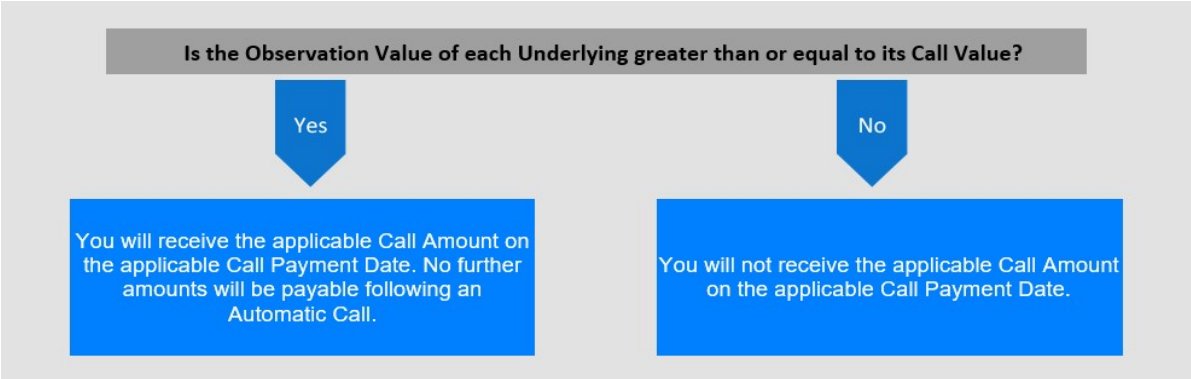 Is the Observation Value of each Underlying greater than or equal to its Call Value?
Yes
No
You will receive the applicable Call Amount on
the applicable Call Payment Date. No further
amounts will be payable following an
Automatic Call.
You will not receive the applicable Call Amount
on the applicable Call Payment Date.